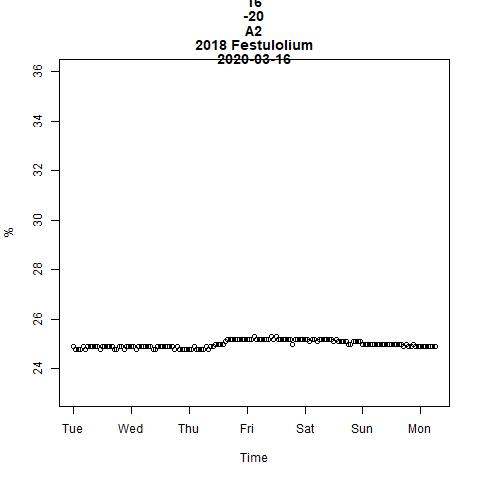 16
-20
A2
2018 Festulolium
2020-03-16
36
34
32
30
28
26
24
%
Tue Wed Thu Fri Sat Sun Mon
Time